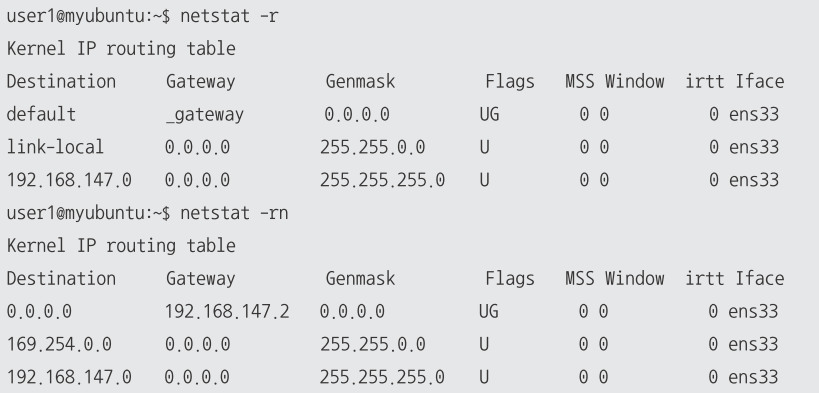 user1@myubuntu:~$ netstat -r
Kernel IP routing table
Destination Gateway Genmask Flags MSS Window irtt Iface
default _gateway 0.0.0.0 UG 0 0 0 ens33
link-local 0.0.0.0 255.255.0.0 U 0 0 0 ens33
192.168.147.0 0.0.0.0 255.255.255.0 U 0 0 0 ens33
user1@myubuntu:~$ netstat -rn
Kernel IP routing table
Destination Gateway Genmask Flags MSS Window irtt Iface
0.0.0.0 192.168.147.2 0.0.0.0 UG 0 0 0 ens33
169.254.0.0 0.0.0.0 255.255.0.0 U 0 0 0 ens33
192.168.147.0 0.0.0.0 255.255.255.0 U 0 0 0 ens33